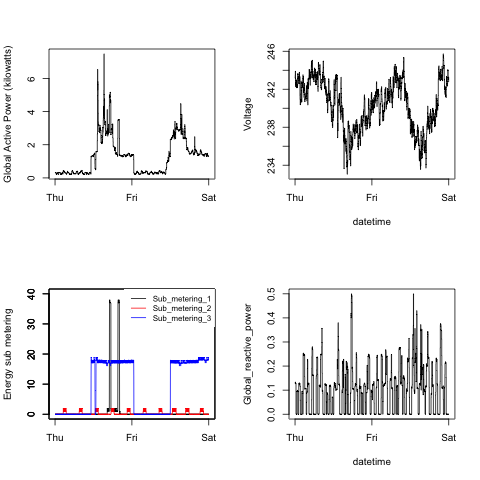 Global Active Power (kilowatts)
0 2 4 6
Thu Fri Sat
Voltage
234 238 242 246
Thu Fri Sat
datetime
Energy sub metering
0 10 20 30 40
Sub_metering_1
Sub_metering_2
Sub_metering_3
Thu Fri Sat
Global_reactive_power
0.0 0.1 0.2 0.3 0.4 0.5
Thu Fri Sat
datetime